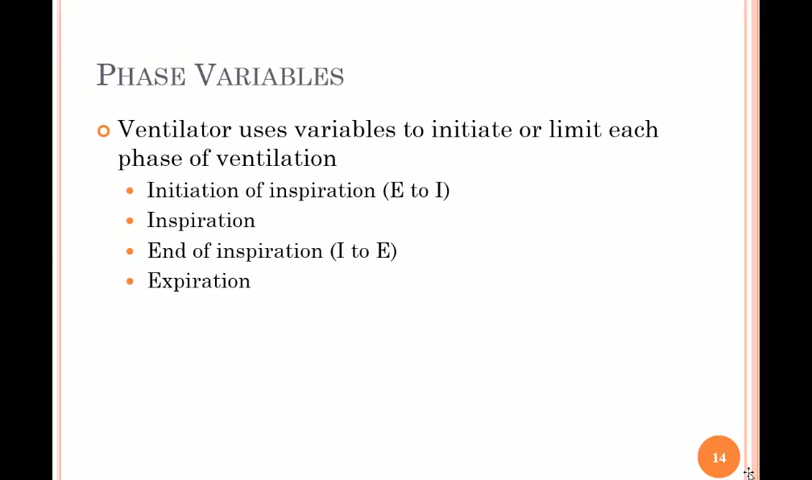 PHASE VARIABLES
Ventilator uses variables to initiate or limit each
phase of ventilation
Initiation of inspiration (E to I)
Inspiration
End of inspiration (I to E)
Expiration
14